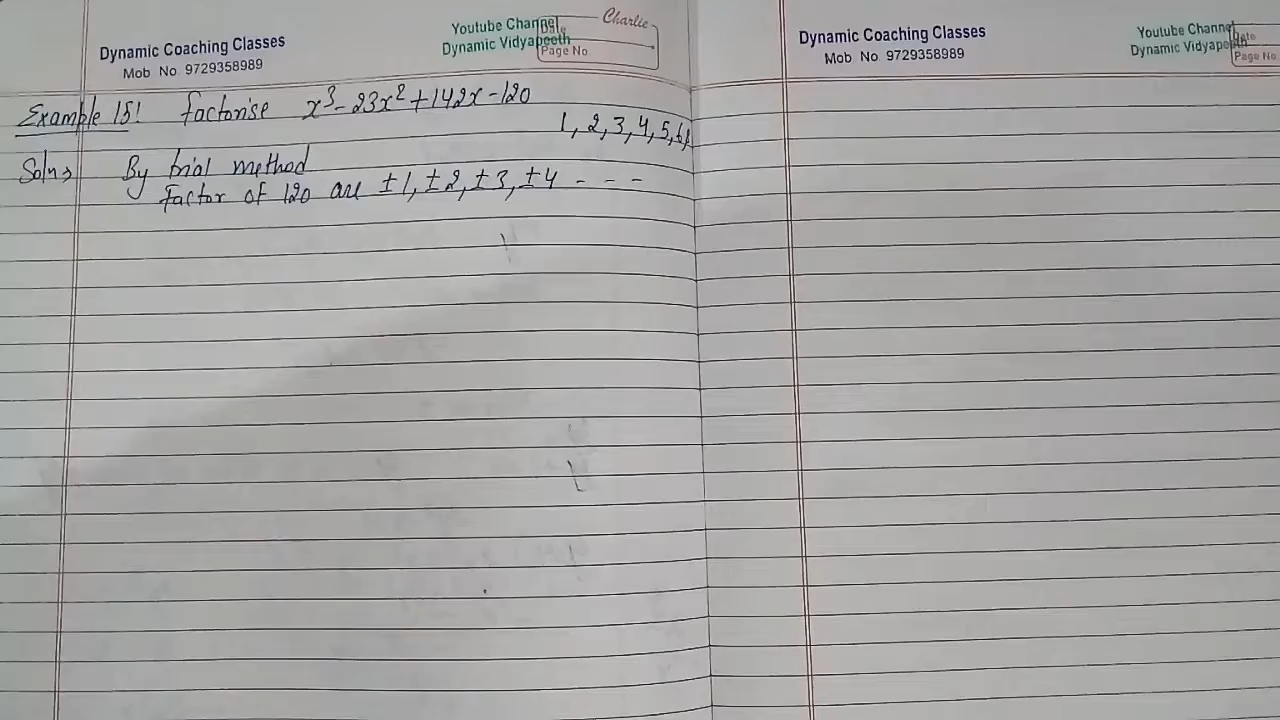 Dynamic Coaching Classes
Mob No 9729358989
Youtube Channel
Dynamic Vidyapeeth
Charlie
Date
Page No
Example 15! factorise x³-23x²+142x-120
1, 2, 3, 4, 5, 6,
Soln⇒ By trial method
factor of 120 are ±1, ±2, ±3, ±4 - - -
Dynamic Coaching Classes
Mob No 9729358989
Youtube Channel
Dynamic Vidyapeeth
Date
Page No